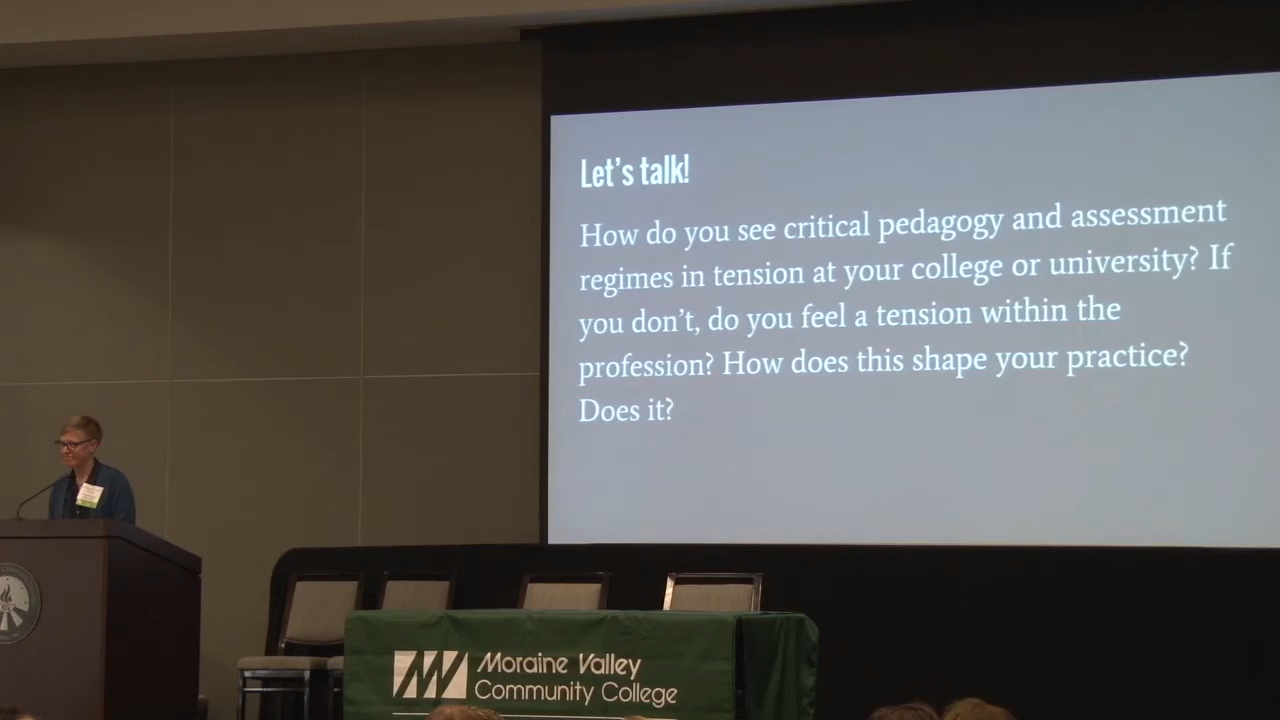 Let's talk!
How do you see critical pedagogy and assessment
regimes in tension at your college or university? If
you don't, do you feel a tension within the
profession? How does this shape your practice?
Does it?
Moraine Valley
Community College